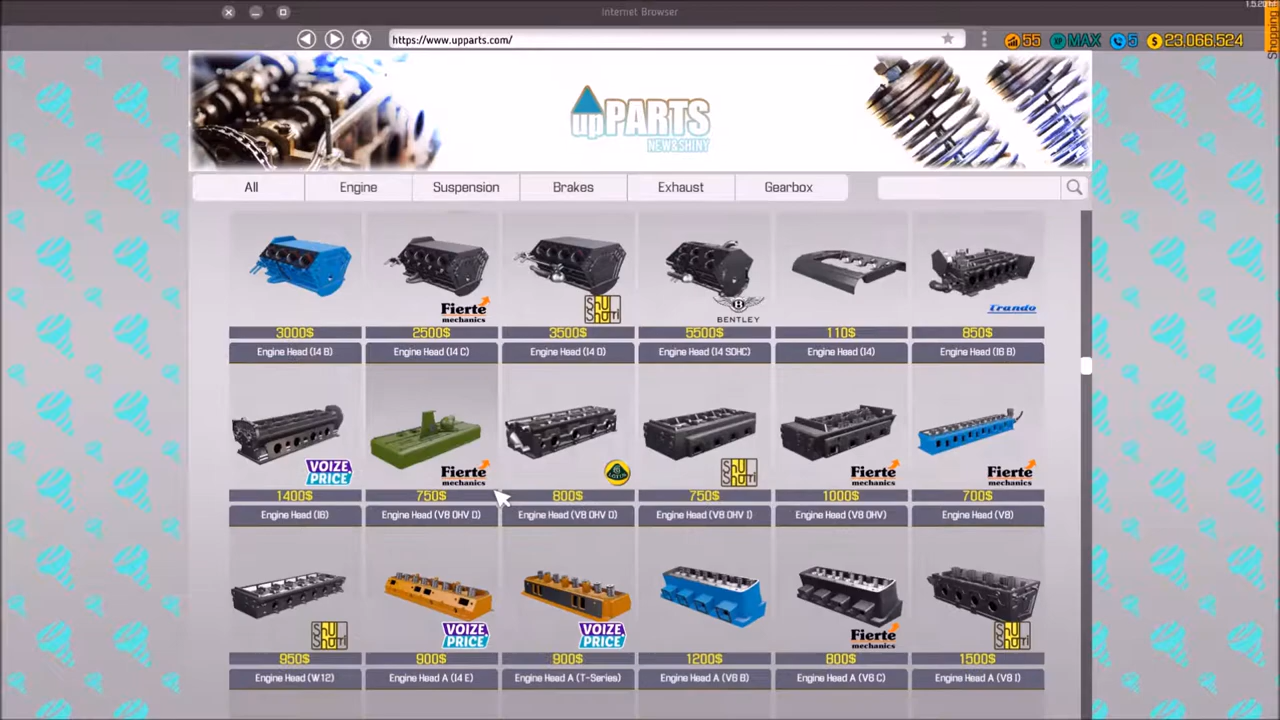 Internet Browser
1.5.201
Shopping
https://www.upparts.com/
55 MAX 5 $ 23,066,524
upPARTS
NEW&SHINY
All Engine Suspension Brakes Exhaust Gearbox
Fierte mechanics Shu Shumi BENTLEY Trando
3000$ 2500$ 3500$ 5500$ 110$ 850$
Engine Head (I4 B) Engine Head (I4 C) Engine Head (I4 D) Engine Head (I4 SOHC) Engine Head (I4) Engine Head (I6 B)
VOIZE PRICE Fierte mechanics Fierte mechanics Fierte mechanics
1400$ 750$ 800$ 750$ 1000$ 700$
Engine Head (I6) Engine Head (V8 OHV D) Engine Head (V8 OHV D) Engine Head (V8 OHV I) Engine Head (V8 OHV) Engine Head (V8)
VOIZE PRICE VOIZE PRICE Fierte mechanics
950$ 900$ 900$ 1200$ 800$ 1500$
Engine Head (W12) Engine Head A (I4 E) Engine Head A (T-Series) Engine Head A (V8 B) Engine Head A (V8 C) Engine Head A (V8 I)